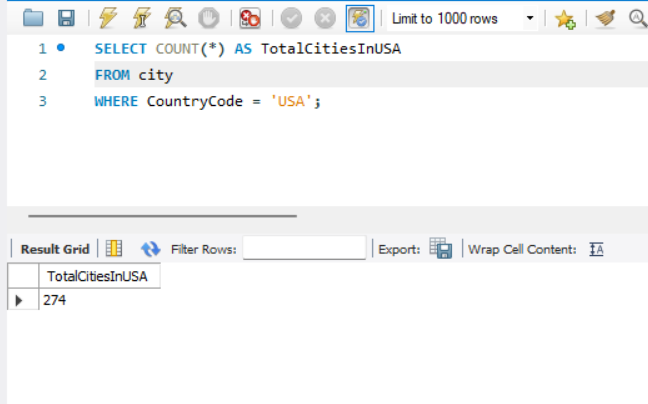 Limit to 1000 rows
1 SELECT COUNT(*) AS TotalCitiesInUSA
2 FROM city
3 WHERE CountryCode = 'USA';
Result Grid Filter Rows: Export: Wrap Cell Content: IA
TotalCitiesInUSA
274